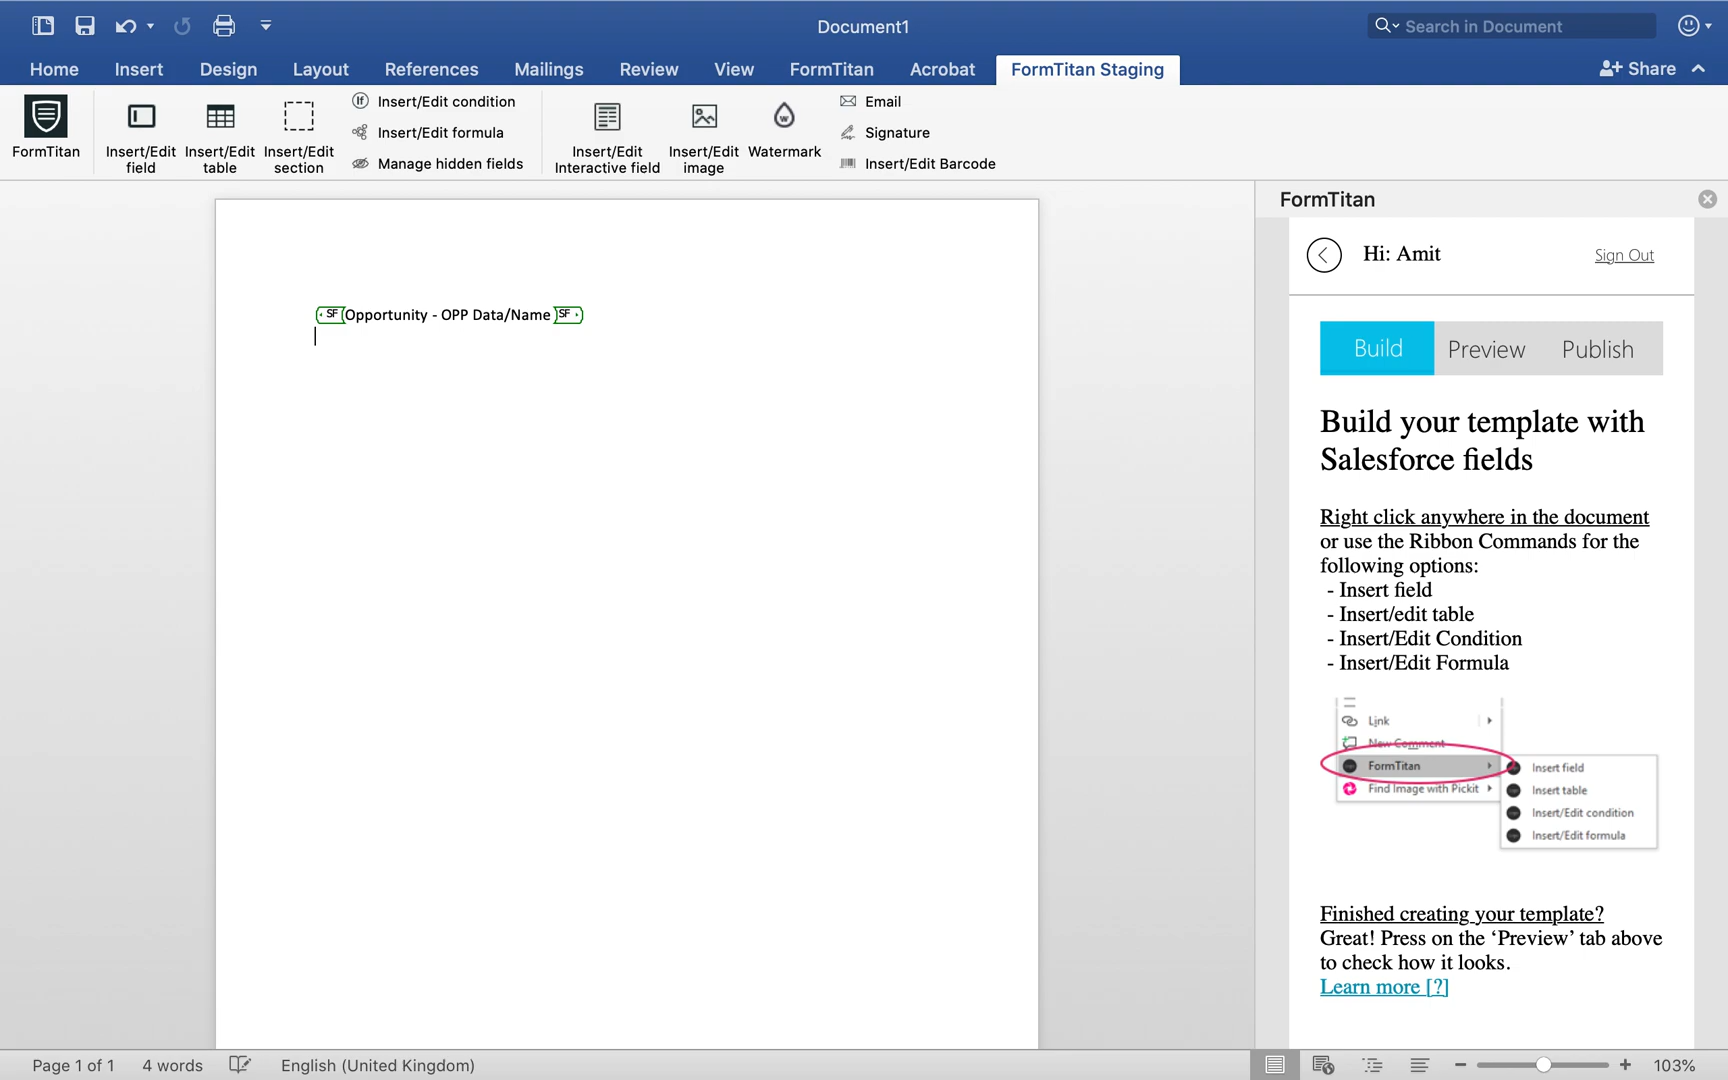 Document1
Search in Document
Home Insert Design Layout References Mailings Review View FormTitan Acrobat FormTitan Staging Share
FormTitan
Insert/Edit
field
Insert/Edit
table
Insert/Edit
section
If Insert/Edit condition
Insert/Edit formula
Manage hidden fields
Insert/Edit
Interactive field
Insert/Edit
image
W
Watermark
Email
Signature
Insert/Edit Barcode
SF Opportunity - OPP Data/Name SF
FormTitan
Hi: Amit Sign Out
Build Preview Publish
Build your template with
Salesforce fields
Right click anywhere in the document
or use the Ribbon Commands for the
following options:
- Insert field
- Insert/edit table
- Insert/Edit Condition
- Insert/Edit Formula
Link
New Comment
FormTitan
Find Image with Pickit
Insert field
Insert table
Insert/Edit condition
Insert/Edit formula
Finished creating your template?
Great! Press on the ‘Preview’ tab above
to check how it looks.
Learn more [?]
Page 1 of 1 4 words English (United Kingdom) 103%